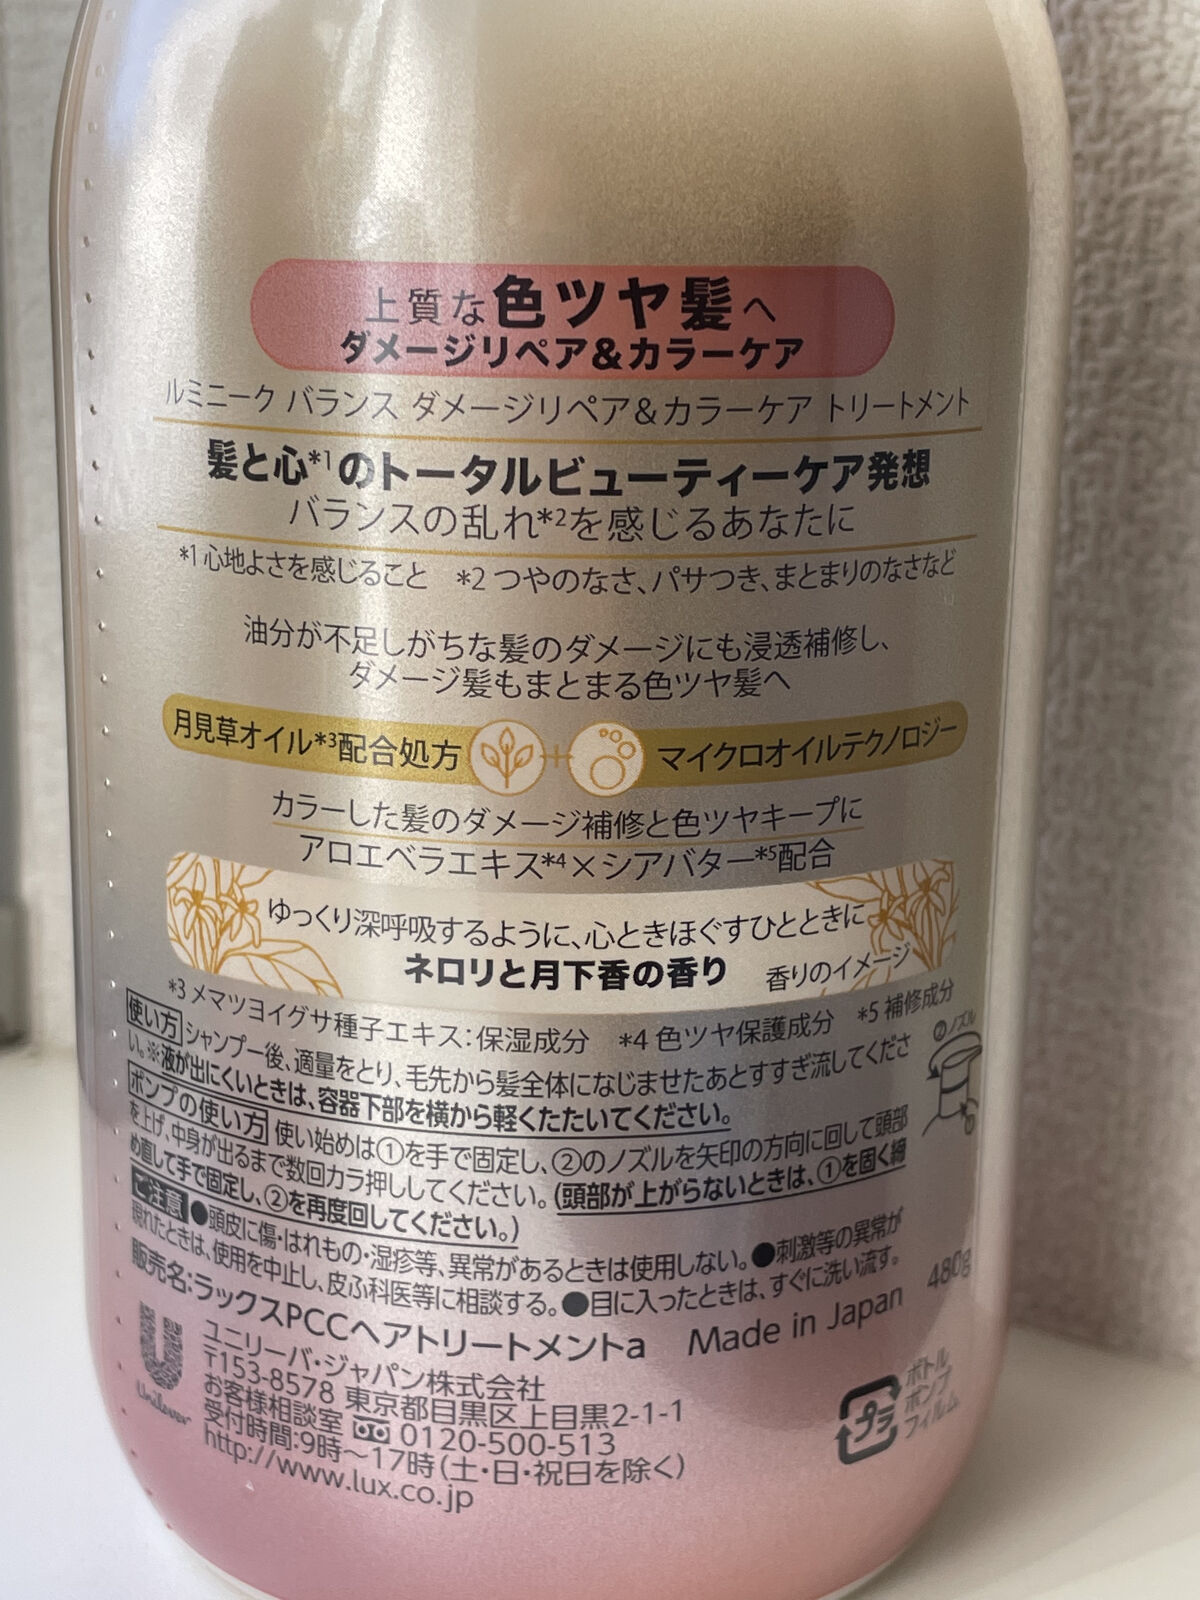 上質な色ツヤ髪へ
ダメージリペア&カラーケア
ルミニーク バランス ダメージリペア&カラーケア トリートメント
髪と心*1のトータルビューティーケア発想
バランスの乱れ*2を感じるあなたに
*1 心地よさを感じること *2 つやのなさ、パサつき、まとまりのなさなど
油分が不足しがちな髪のダメージにも浸透補修し、
ダメージ髪もまとまる色ツヤ髪へ
月見草オイル*3配合処方 + マイクロオイルテクノロジー
カラーした髪のダメージ補修と色ツヤキープに
アロエベラエキス*4×シアバター*5配合
ゆっくり深呼吸するように、心ときほぐすひとときに
ネロリと月下香の香り 香りのイメージ
*3 メマツヨイグサ種子エキス:保湿成分 *4 色ツヤ保護成分 *5 補修成分
使い方 シャンプー後、適量をとり、毛先から髪全体になじませたあとすすぎ流してくださ
い。※液が出にくいときは、容器下部を横から軽くたたいてください。
②ノズル
ポンプの使い方 使い始めは①を手で固定し、②のノズルを矢印の方向に回して頭部
を上げ、中身が出るまで数回カラ押ししてください。(頭部が上がらないときは、①を固く締
め直して手で固定し、②を再度回してください。)
ご注意 ●頭皮に傷・はれもの・湿疹等、異常があるときは使用しない。●刺激等の異常が
現れたときは、使用を中止し、皮ふ科医等に相談する。●目に入ったときは、すぐに洗い流す。
販売名:ラックスPCCヘアトリートメントa Made in Japan 480g
Unilever
ユニリーバ・ジャパン株式会社
〒153-8578 東京都目黒区上目黒2-1-1
お客様相談室 0120-500-513
受付時間:9時～17時(土・日・祝日を除く)
http://www.lux.co.jp
プラ
ボトル
ポンプ
フィルム